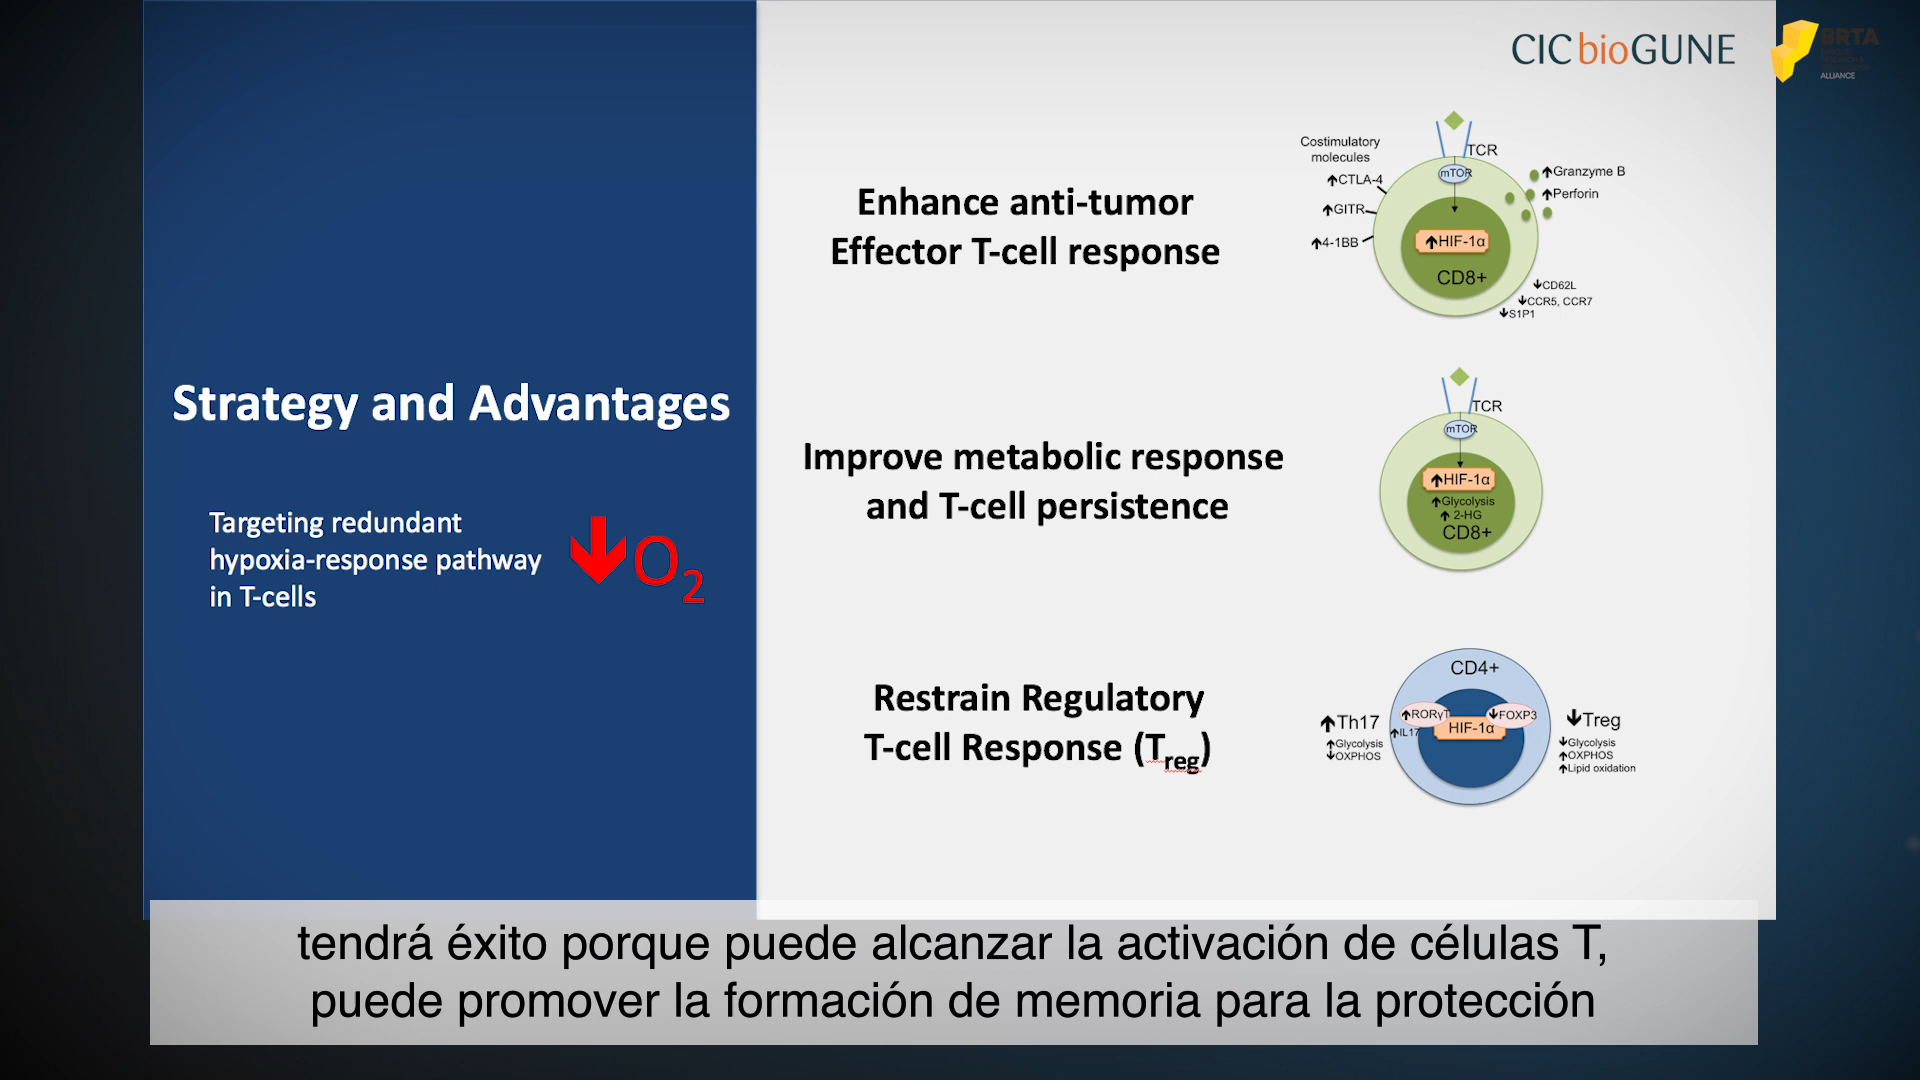 CICbioGUNE
BRTA
ALLIANCE
Strategy and Advantages
Targeting redundant
hypoxia-response pathway
in T-cells
🡇O₂
Enhance anti-tumor
Effector T-cell response
Costimulatory
molecules
🡅CTLA-4
🡅GITR
🡅4-1BB
TCR
mTOR
🡅Granzyme B
🡅Perforin
🡅HIF-1α
CD8+
🡇CD62L
🡇CCR5, CCR7
🡇S1P1
Improve metabolic response
and T-cell persistence
TCR
mTOR
🡅HIF-1α
🡅Glycolysis
🡅 2-HG
CD8+
Restrain Regulatory
T-cell Response (Treg)
CD4+
🡅Th17
🡅Glycolysis
🡇OXPHOS
🡅RORγT
🡅IL17
HIF-1α
🡇FOXP3
🡇Treg
🡇Glycolysis
🡅OXPHOS
🡅Lipid oxidation
tendrá éxito porque puede alcanzar la activación de células T,
puede promover la formación de memoria para la protección